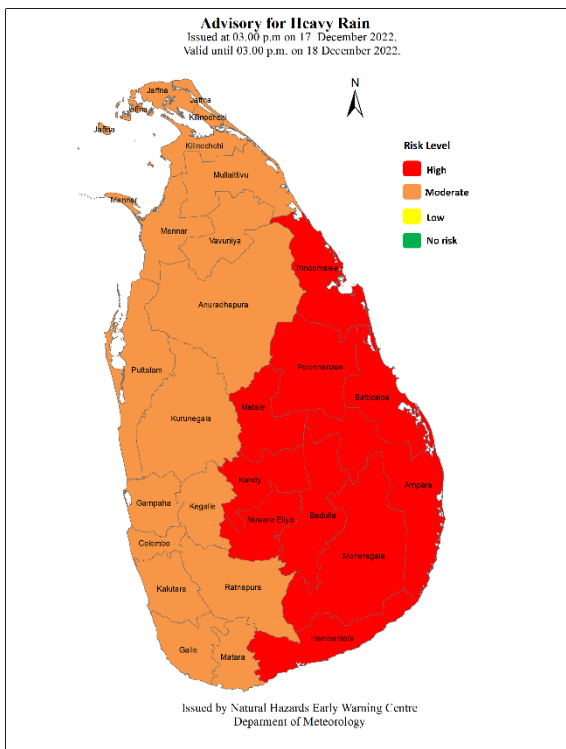 Advisory for Heavy Rain
Issued at 03.00 p.m on 17 December 2022.
Valid until 03.00 p.m. on 18 December 2022.
N
Jaffna
Jaffna
Jaffna
Kilinochchi
Jaffna
Kilinochchi
Mullaittivu
Mannar
Mannar
Vavuniya
Trincomalee
Anuradhapura
Puttalam
Polonnaruwa
Batticaloa
Matale
Kurunegala
Kandy
Ampara
Gampaha
Kegalle
Nuwara Eliya
Badulla
Colombo
Moneragala
Kalutara
Ratnapura
Hambantota
Galle
Matara
Risk Level
High
Moderate
Low
No risk
Issued by Natural Hazards Early Warning Centre
Deparment of Meteorology